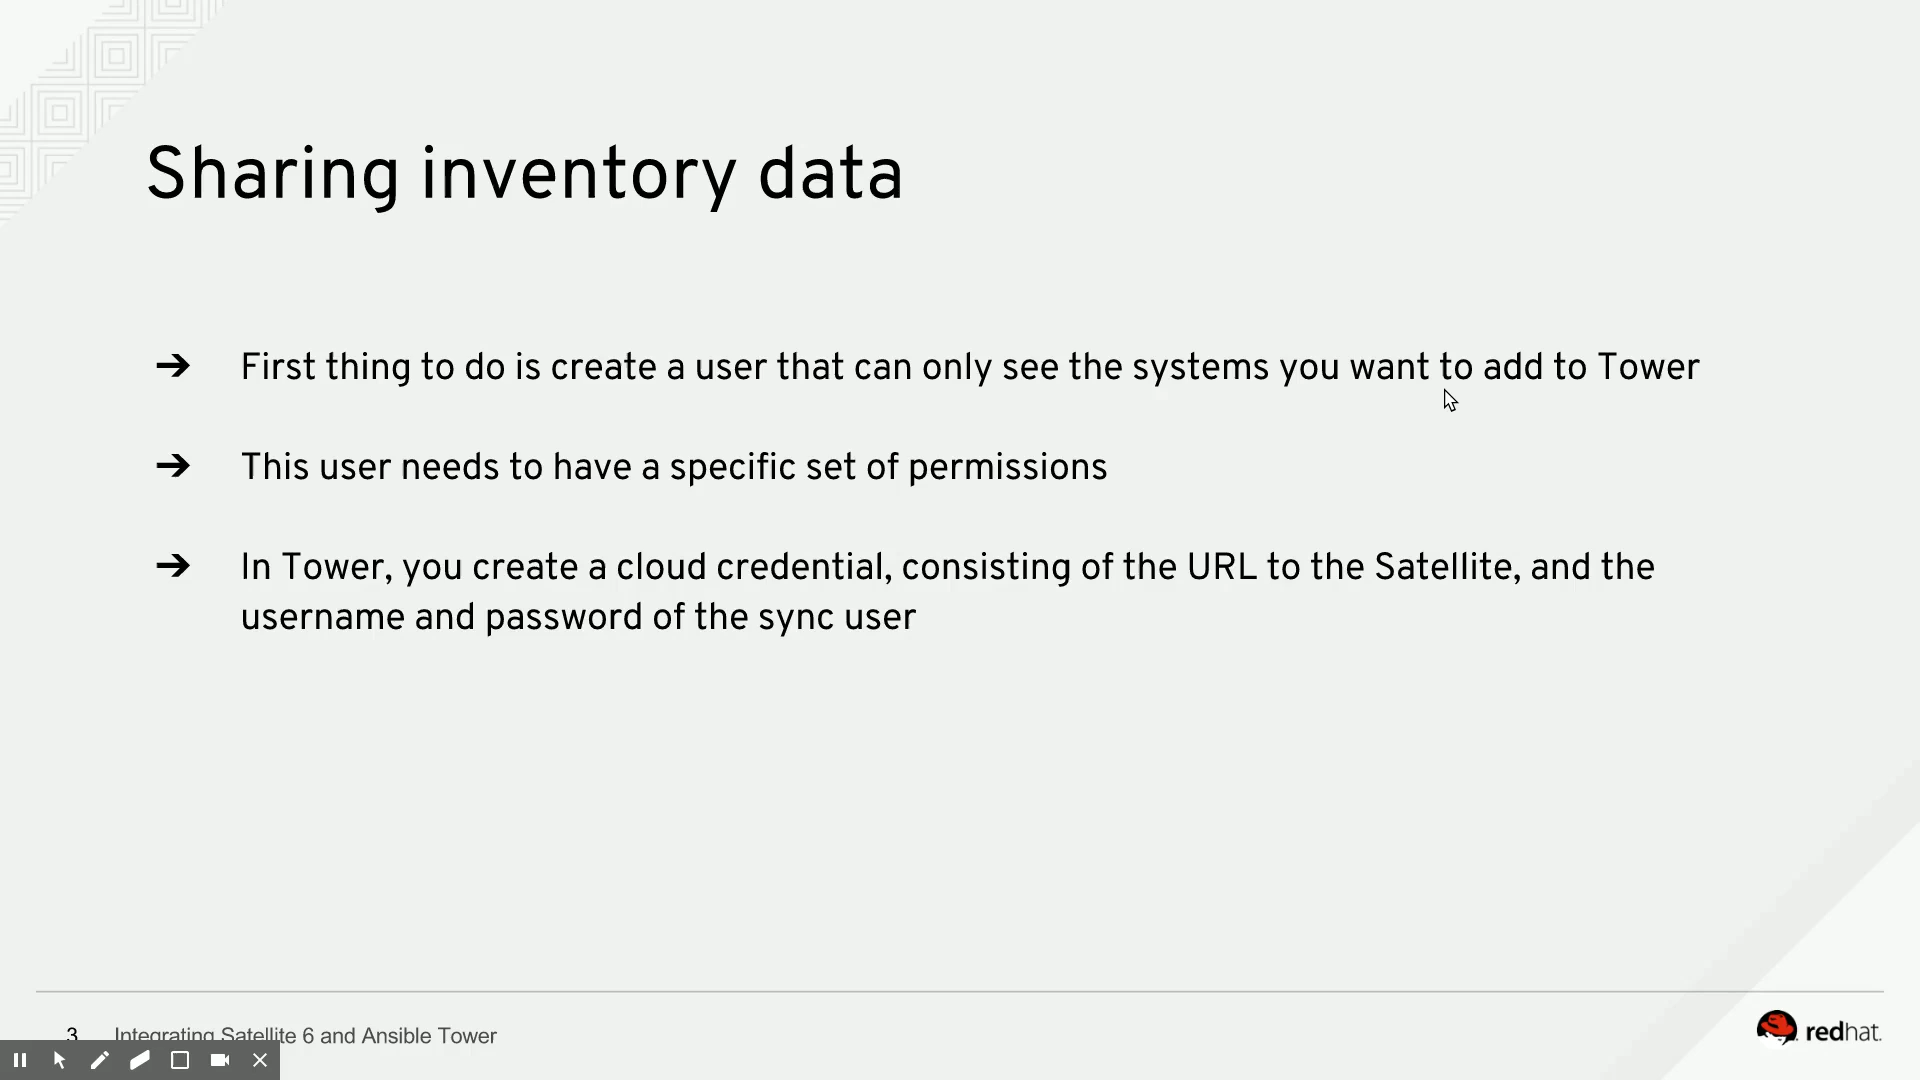 Sharing inventory data
➔ First thing to do is create a user that can only see the systems you want to add to Tower
➔ This user needs to have a specific set of permissions
➔ In Tower, you create a cloud credential, consisting of the URL to the Satellite, and the
username and password of the sync user
3 Integrating Satellite 6 and Ansible Tower
redhat.